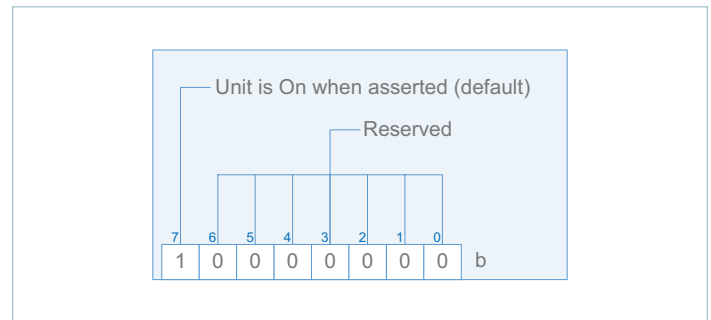 Unit is On when asserted (default)
Reserved
7 6 5 4 3 2 1 0
1 0 0 0 0 0 0 0 b